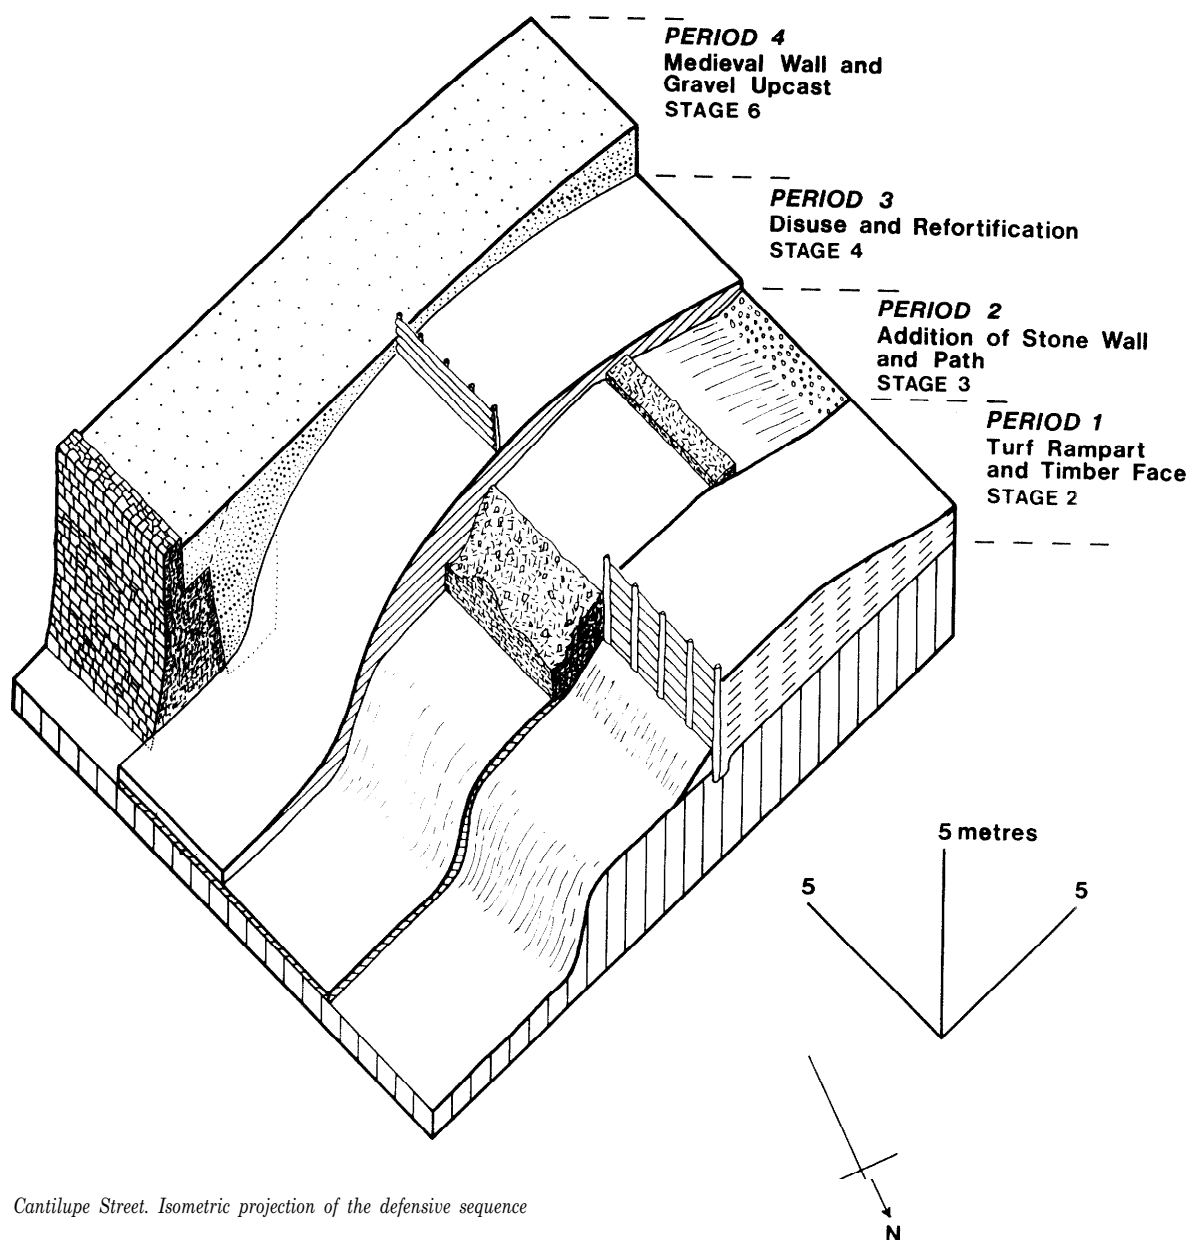 PERIOD 4
Medieval Wall and
Gravel Upcast
STAGE 6
PERIOD 3
Disuse and Refortification
STAGE 4
PERIOD 2
Addition of Stone Wall
and Path
STAGE 3
PERIOD 1
Turf Rampart
and Timber Face
STAGE 2
5 metres
5
5
N
Cantilupe Street. Isometric projection of the defensive sequence